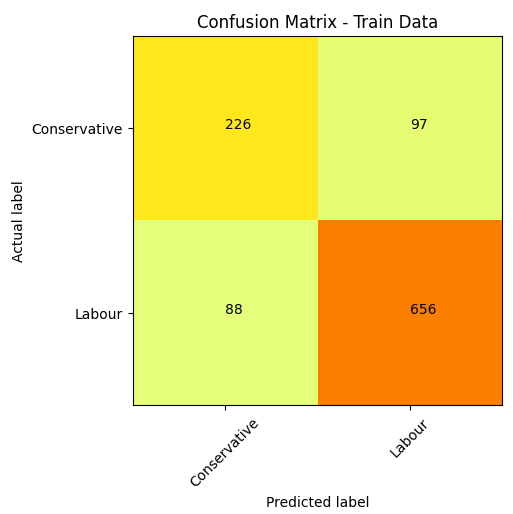 Confusion Matrix - Train Data
Actual label
Conservative
226
97
Labour
88
656
Conservative
Labour
Predicted label